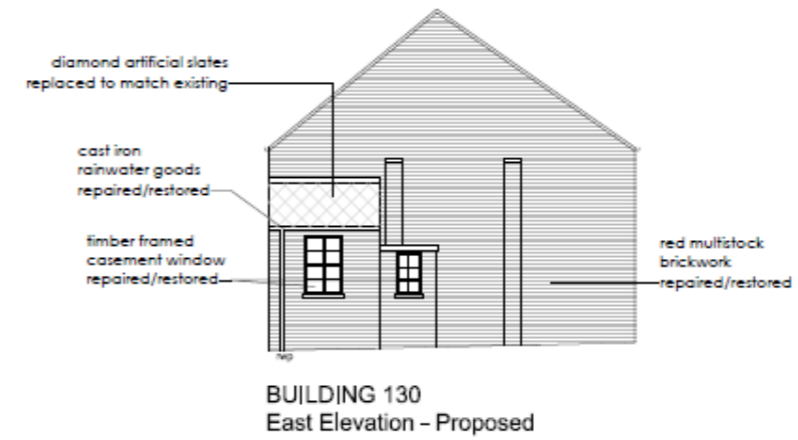 diamond artificial slates
replaced to match existing
cast iron
rainwater goods
repaired/restored
timber framed
casement window
repaired/restored
red multistock
brickwork
repaired/restored
rwp
BUILDING 130
East Elevation – Proposed